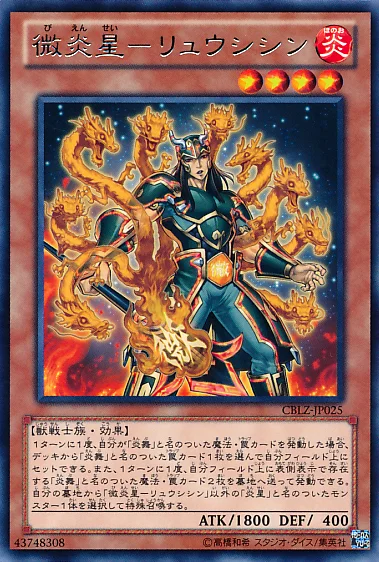 微炎星－リュウシシン
炎
CBLZ-JP025
【獣戦士族・効果】
1ターンに1度、自分が「炎舞」と名のついた魔法・罠カードを発動した場合、
デッキから「炎舞」と名のついた罠カード1枚を選んで自分フィールド上に
セットできる。また、1ターンに1度、自分フィールド上に表側表示で存在
する「炎舞」と名のついた魔法・罠カード2枚を墓地へ送って発動できる。
自分の墓地から「微炎星－リュウシシン」以外の「炎星」と名のついたモン
スター1体を選択して特殊召喚する。
ATK/1800 DEF/ 400
43748308
©高橋和希 スタジオ・ダイス/集英社